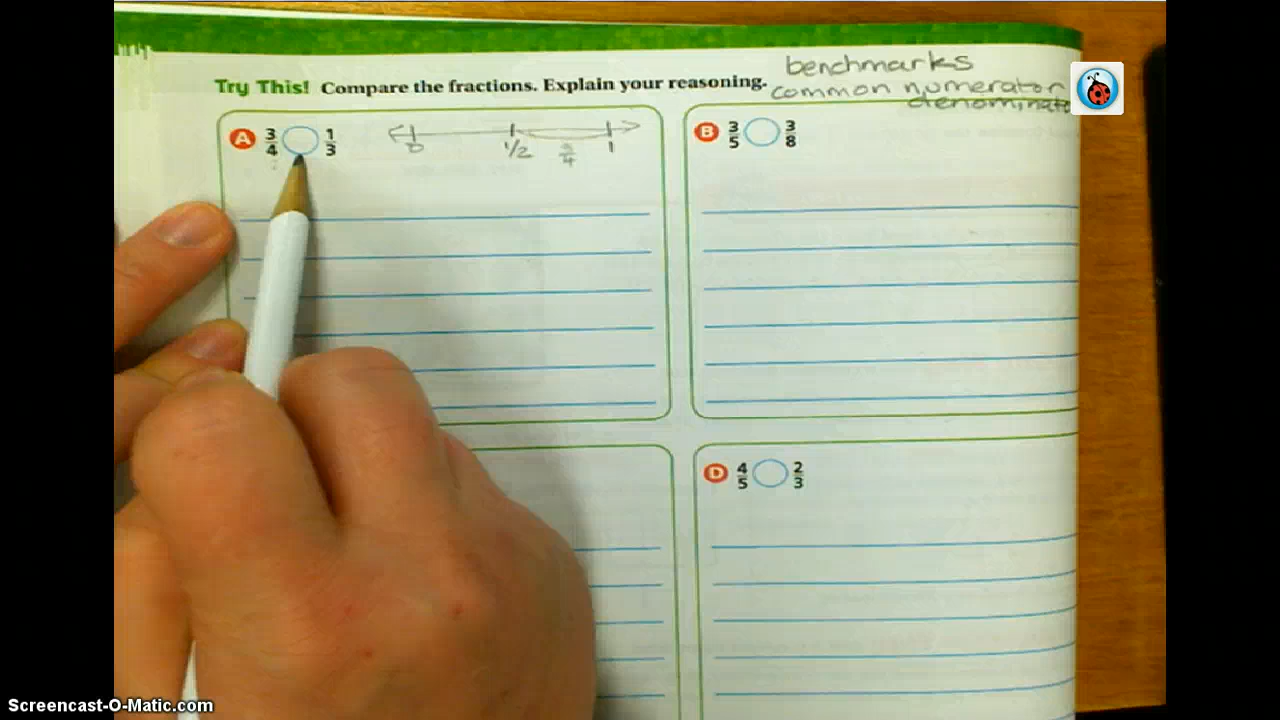 Try This! Compare the fractions. Explain your reasoning.
benchmarks
common numerator
denominato
A 3/4 1/3
0 1/2 3/4 1
B 3/5 3/8
D 4/5 2/3
Screencast-O-Matic.com